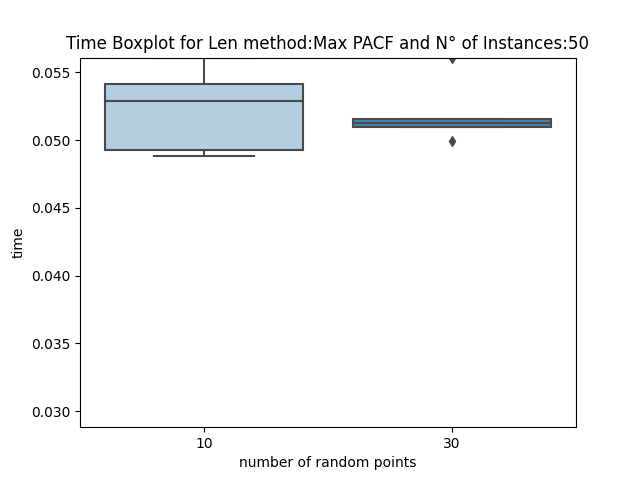 Time Boxplot for Len method:Max PACF and N° of Instances:50
0.055
0.050
0.045
0.040
0.035
0.030
time
10 30
number of random points